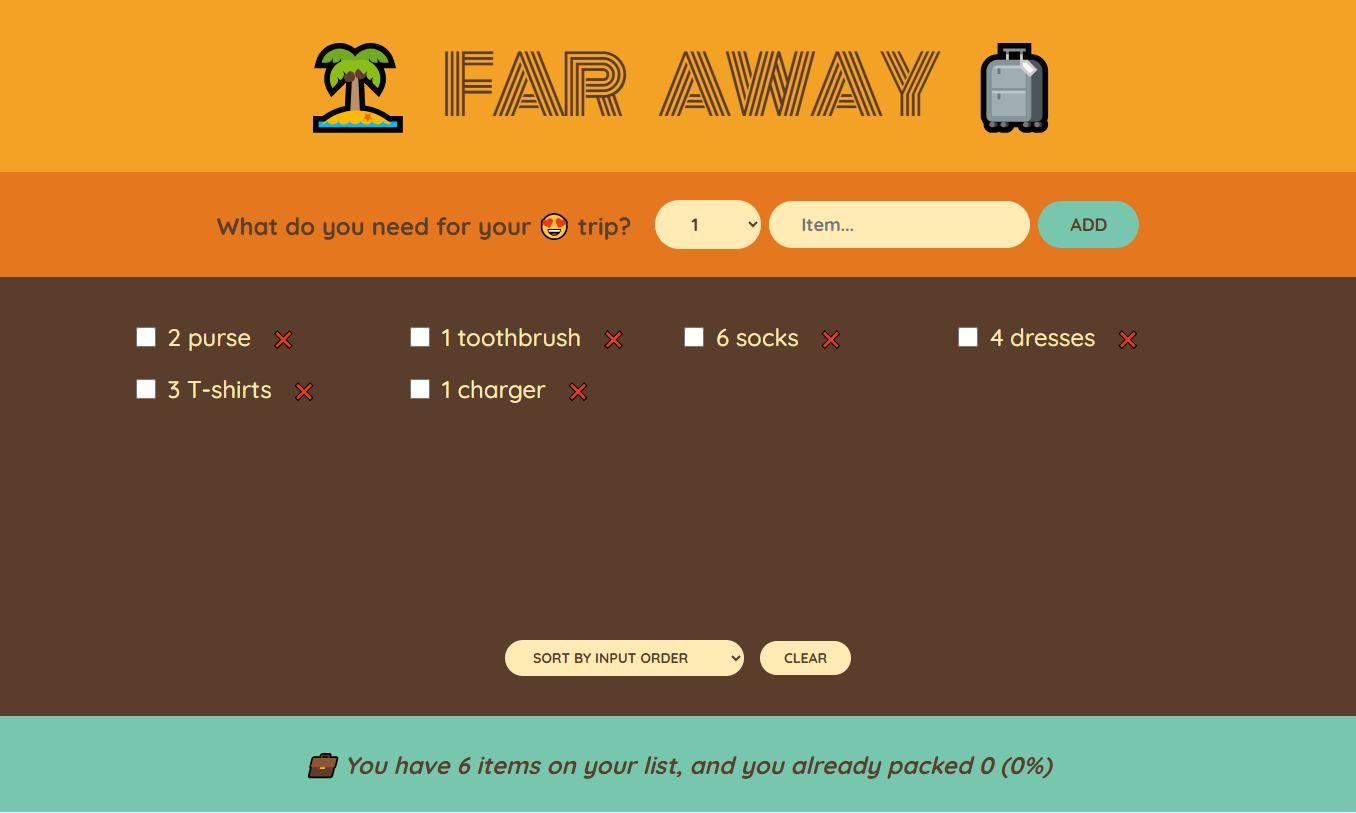 FAR AWAY
What do you need for your 😍 trip? 1 Item... ADD
2 purse ❌ 1 toothbrush ❌ 6 socks ❌ 4 dresses ❌
3 T-shirts ❌ 1 charger ❌
SORT BY INPUT ORDER CLEAR
💼 You have 6 items on your list, and you already packed 0 (0%)